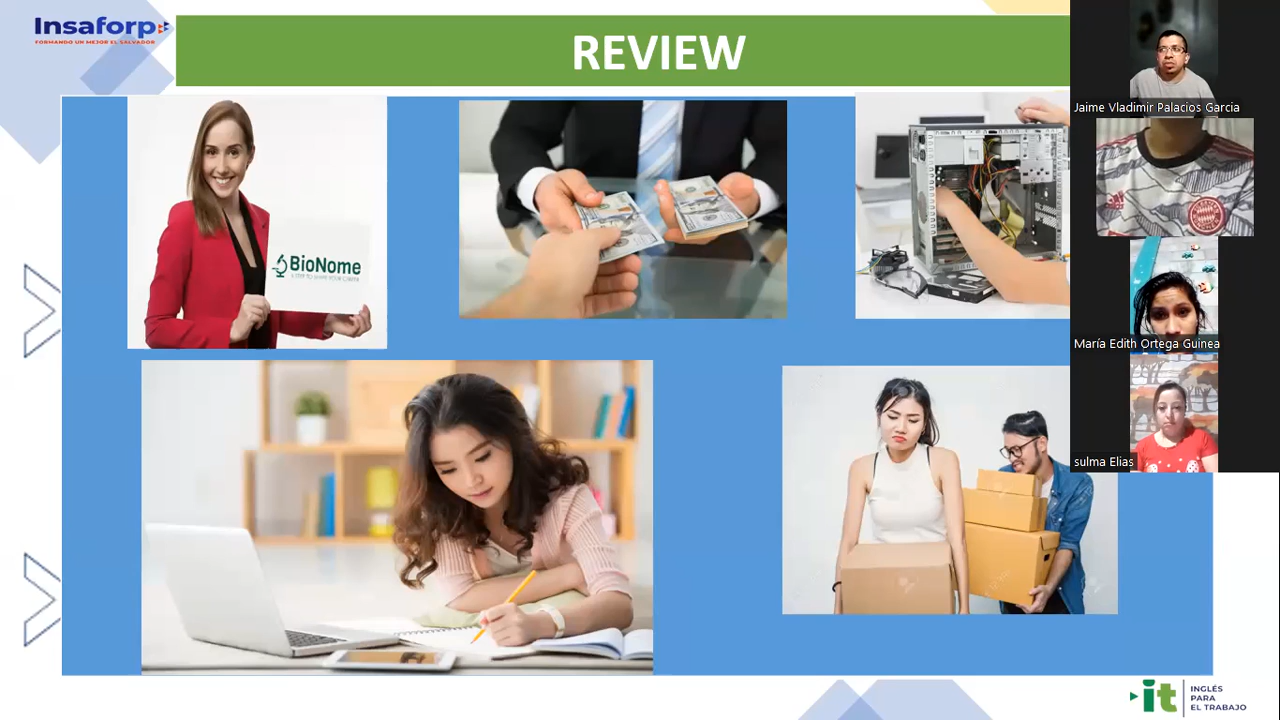 Insaforp
FORMANDO UN MEJOR EL SALVADOR
REVIEW
Jaime Vladimir Palacios García
BioNome
María Edith Ortega Guinea
sulma Elias
it
INGLÉS
PARA
EL TRABAJO